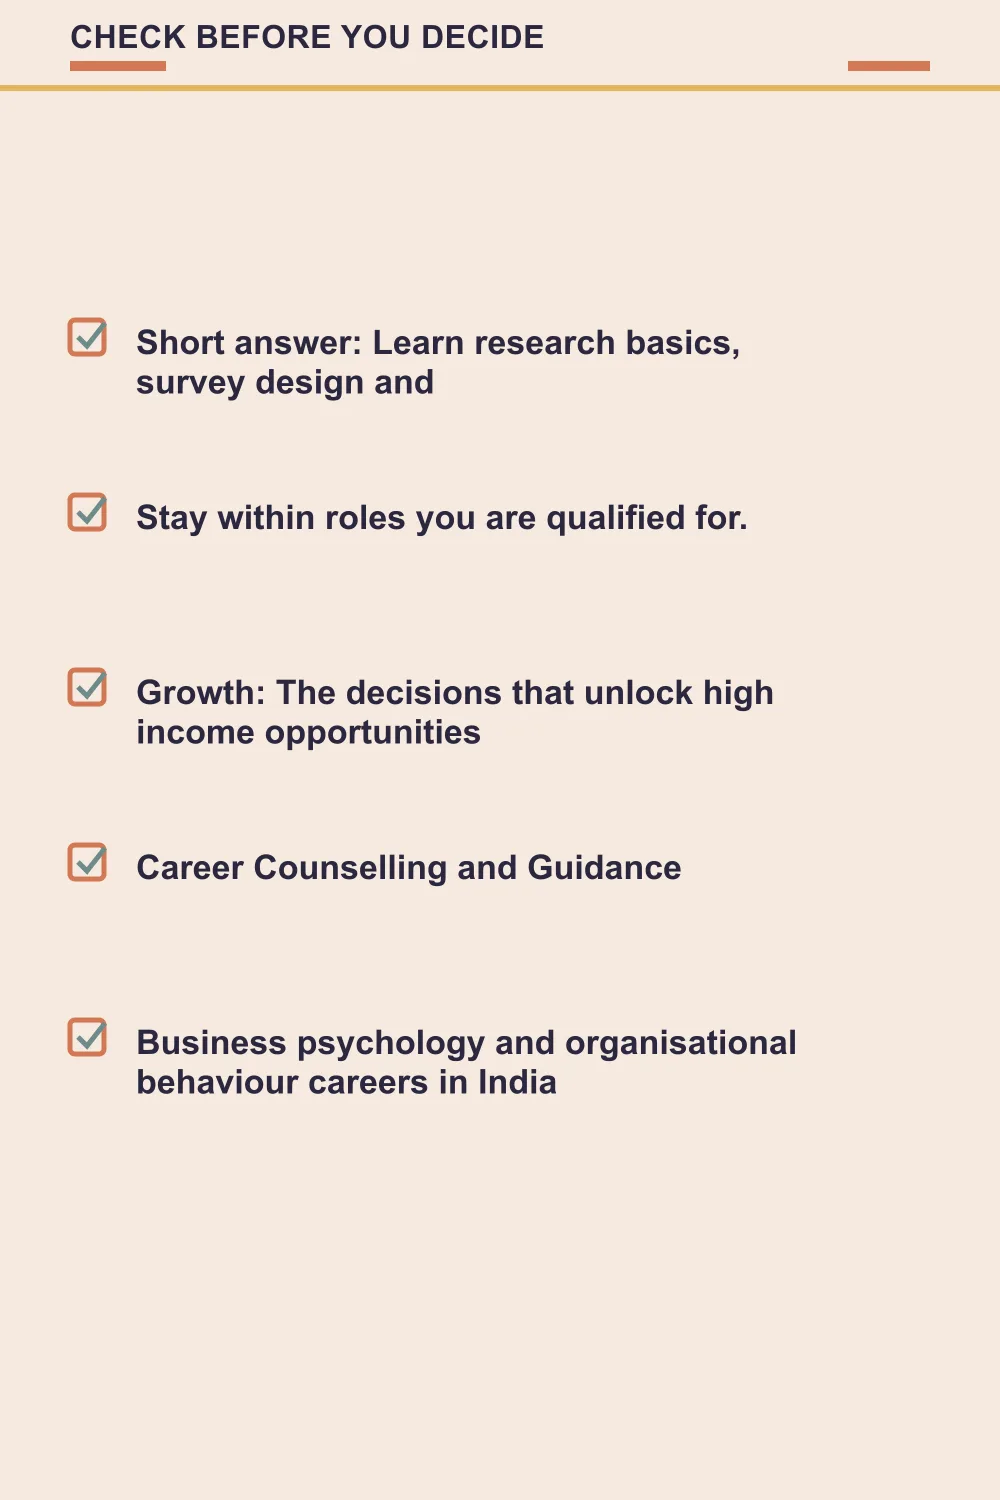 CHECK BEFORE YOU DECIDE
Short answer: Learn research basics,
survey design and
Stay within roles you are qualified for.
Growth: The decisions that unlock high
income opportunities
Career Counselling and Guidance
Business psychology and organisational
behaviour careers in India